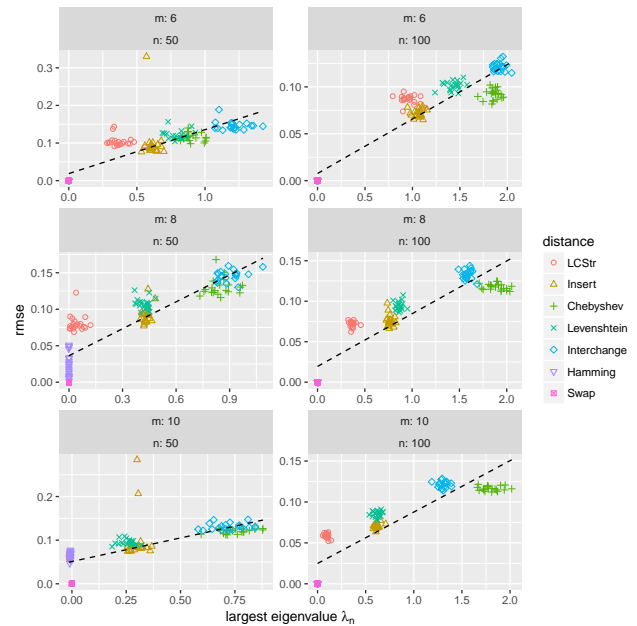 m: 6
n: 50
0.3
0.2
0.1
0.0
0.0
0.5
1.0
m: 6
n: 100
0.10
0.05
0.00
0.0
0.5
1.0
1.5
2.0
m: 8
n: 50
0.15
0.10
0.05
0.00
0.0
0.3
0.6
0.9
m: 8
n: 100
0.15
0.10
0.05
0.00
0.0
0.5
1.0
1.5
2.0
m: 10
n: 50
0.2
0.1
0.0
0.00
0.25
0.50
0.75
m: 10
n: 100
0.15
0.10
0.05
0.00
0.0
0.5
1.0
1.5
2.0
rmse
largest eigenvalue λn
distance
LCStr
Insert
Chebyshev
Levenshtein
Interchange
Hamming
Swap